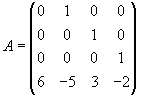 A = ( 0 1 0 0
0 0 1 0
0 0 0 1
6 −5 3 −2 )